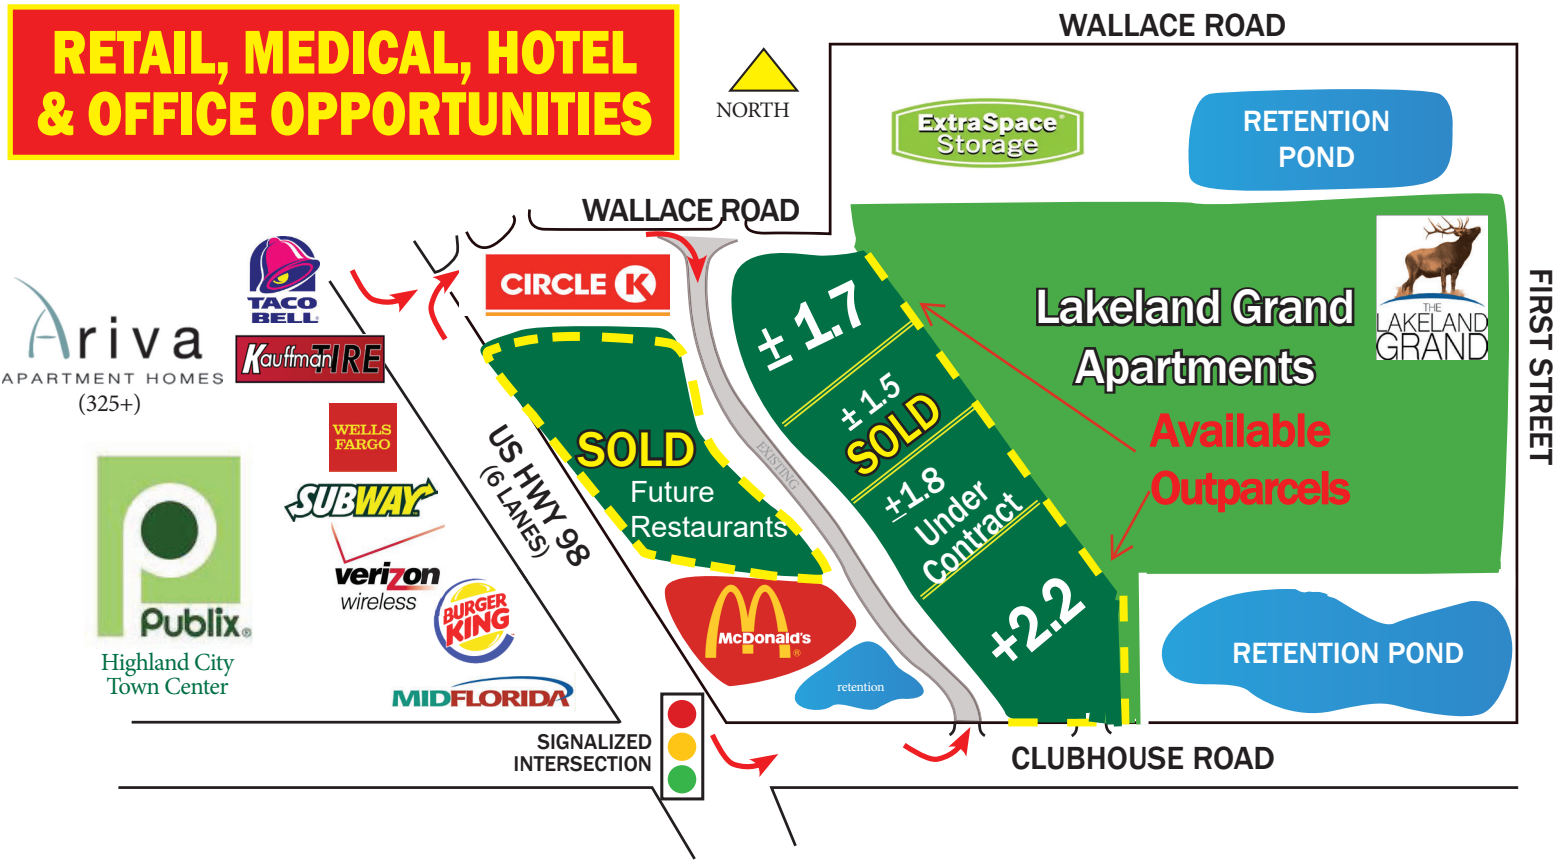 RETAIL, MEDICAL, HOTEL
& OFFICE OPPORTUNITIES
NORTH
WALLACE ROAD
ExtraSpace
Storage
RETENTION
POND
WALLACE ROAD
TACO
BELL
CIRCLE K
Ariva
APARTMENT HOMES
(325+)
Kauffman TIRE
± 1.7
Lakeland Grand
Apartments
THE
LAKELAND
GRAND
FIRST STREET
WELLS
FARGO
SUBWAY
US HWY 98
(6 LANES)
SOLD
Future
Restaurants
EXISTING
± 1.5
SOLD
±1.8
Under
Contract
Available
Outparcels
Publix®
Highland City
Town Center
verizon
wireless
BURGER
KING
McDonald's®
retention
+2.2
RETENTION POND
MIDFLORIDA
SIGNALIZED
INTERSECTION
CLUBHOUSE ROAD